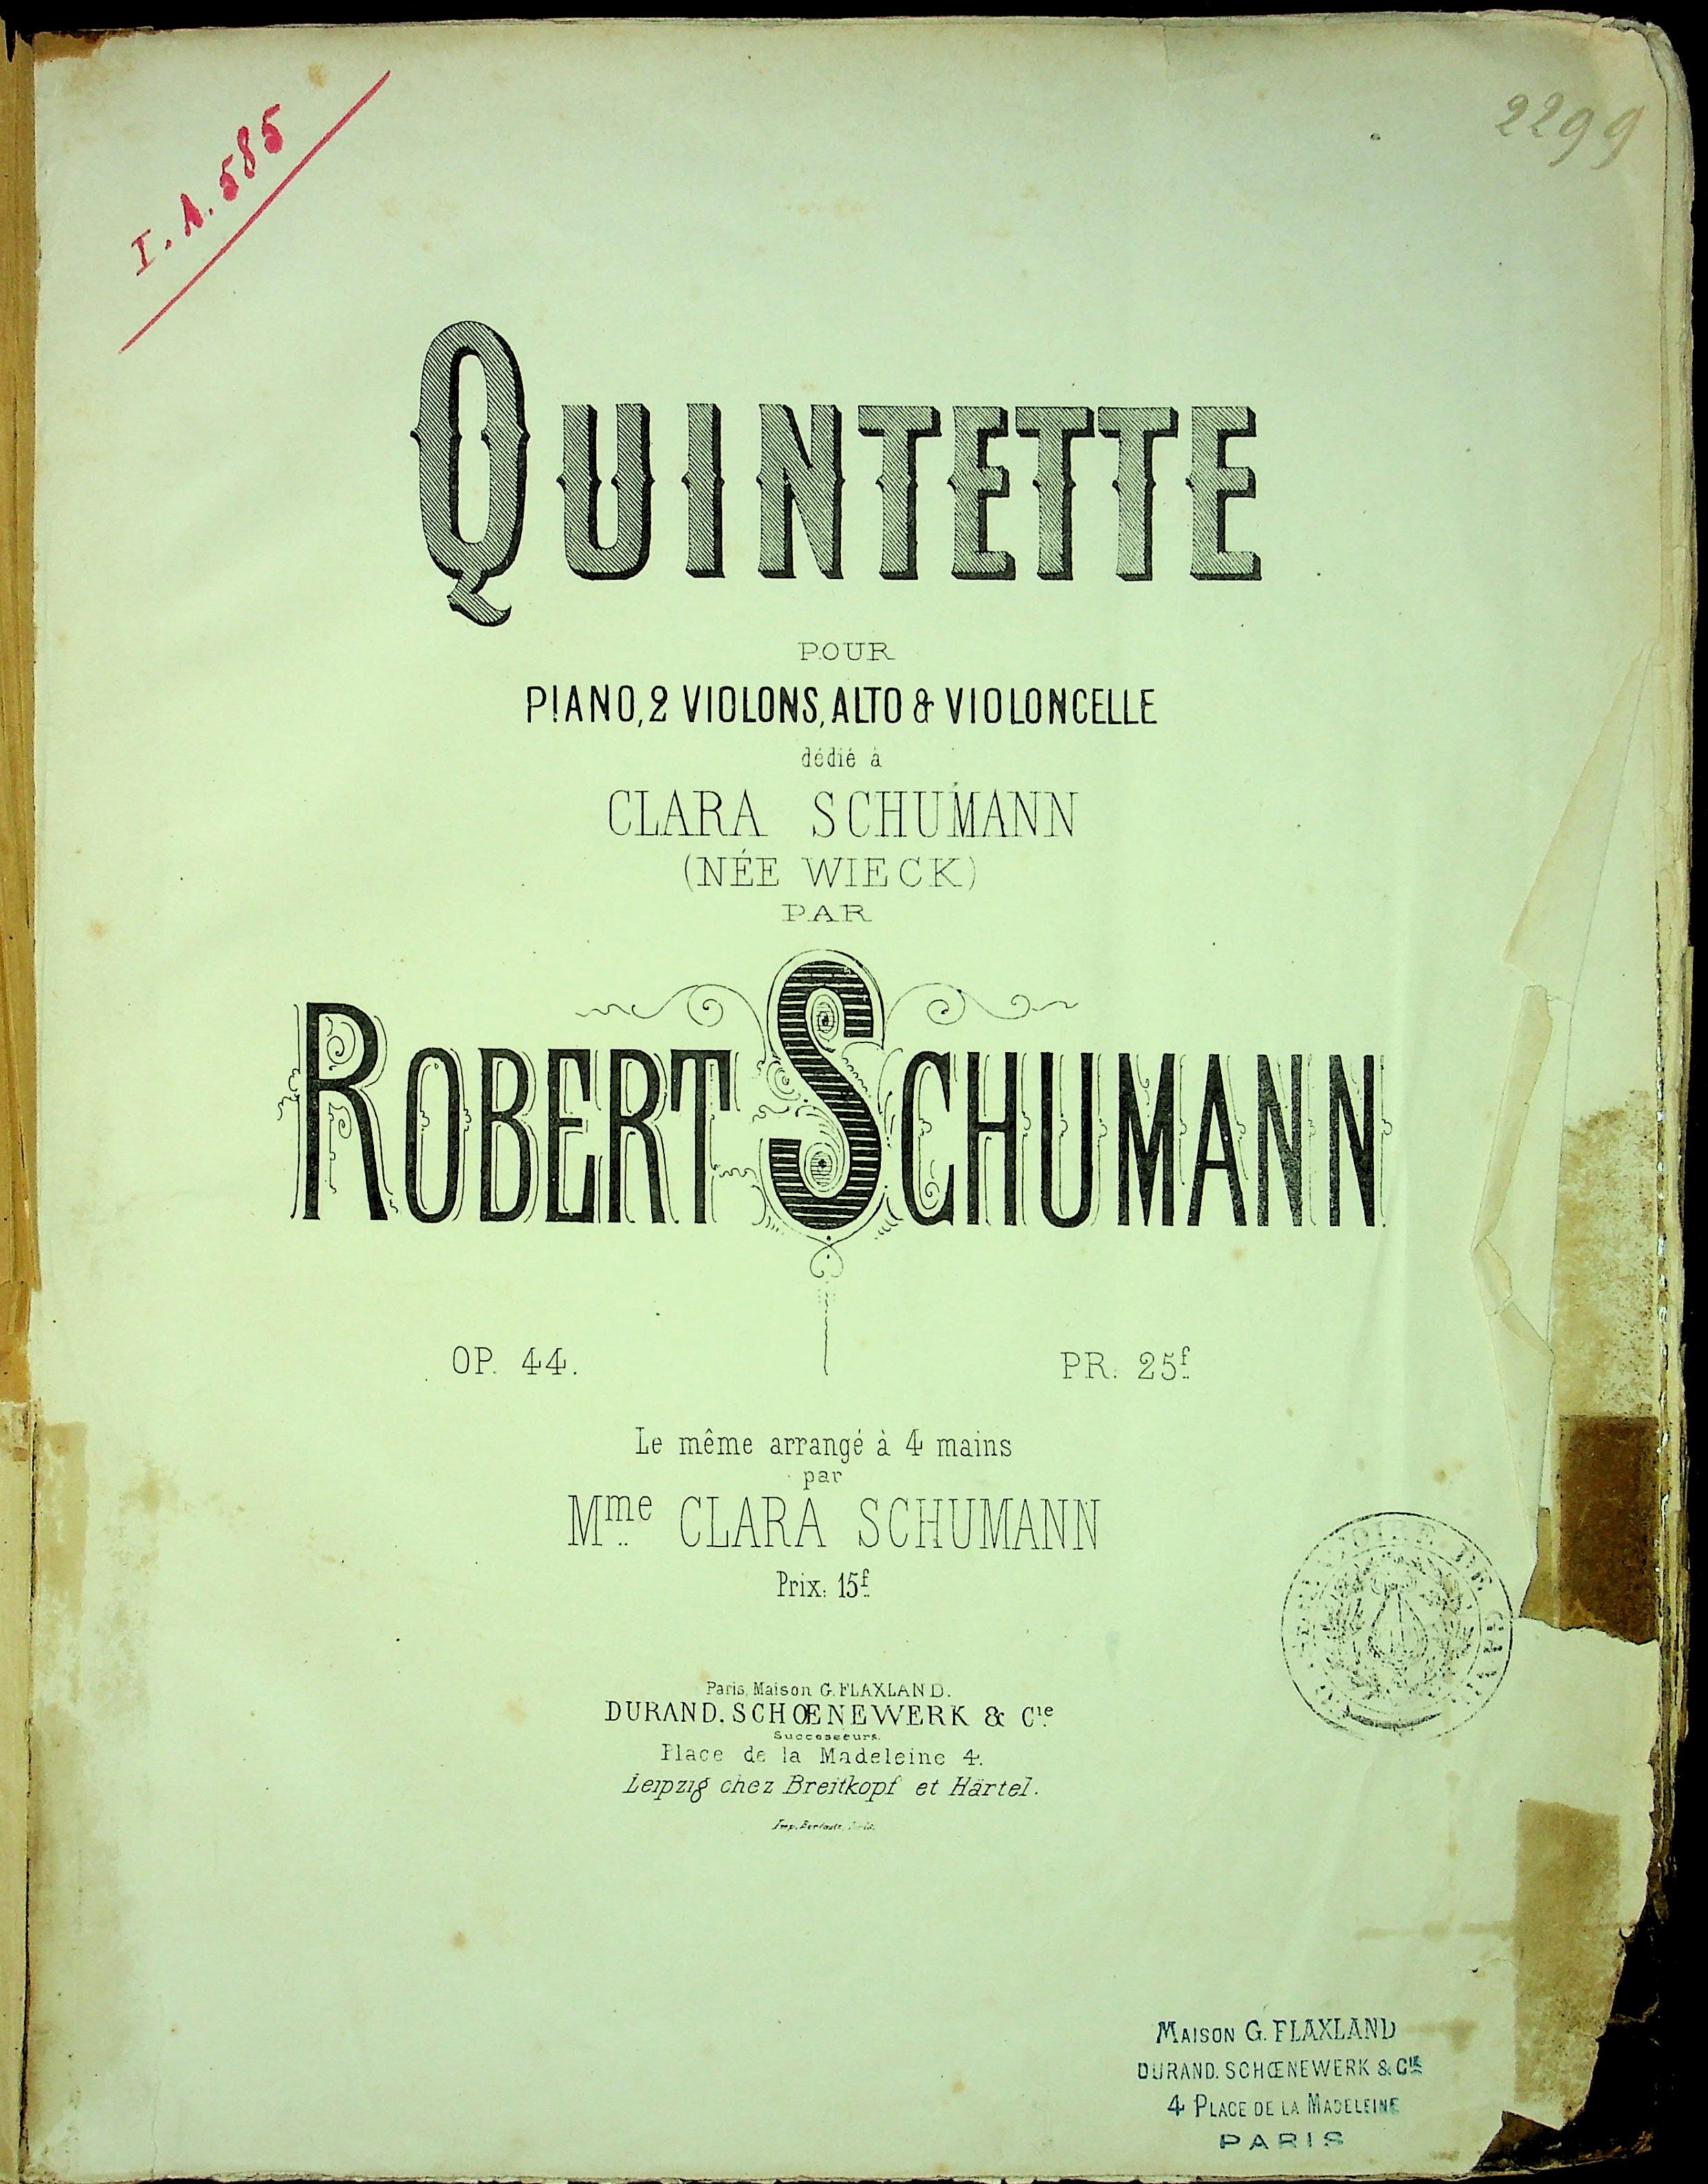 I. A. 585
2299
QUINTETTE
POUR
PIANO, 2 VIOLONS, ALTO & VIOLONCELLE
dédié à
CLARA SCHUMANN
(NÉE WIECK)
PAR
ROBERT SCHUMANN
OP. 44.
PR: 25f
Le même arrangé à 4 mains
par
Mme CLARA SCHUMANN
Prix: 15f
Paris, Maison G. FLAXLAND.
DURAND. SCHŒNEWERK & Cie
Successeurs.
Place de la Madeleine 4.
Leipzig chez Breitkopf et Härtel.
Imp.
DE GAND
MAISON G. FLAXLAND
DURAND. SCHŒNEWERK & CIE
4 PLACE DE LA MADELEINE
PARIS